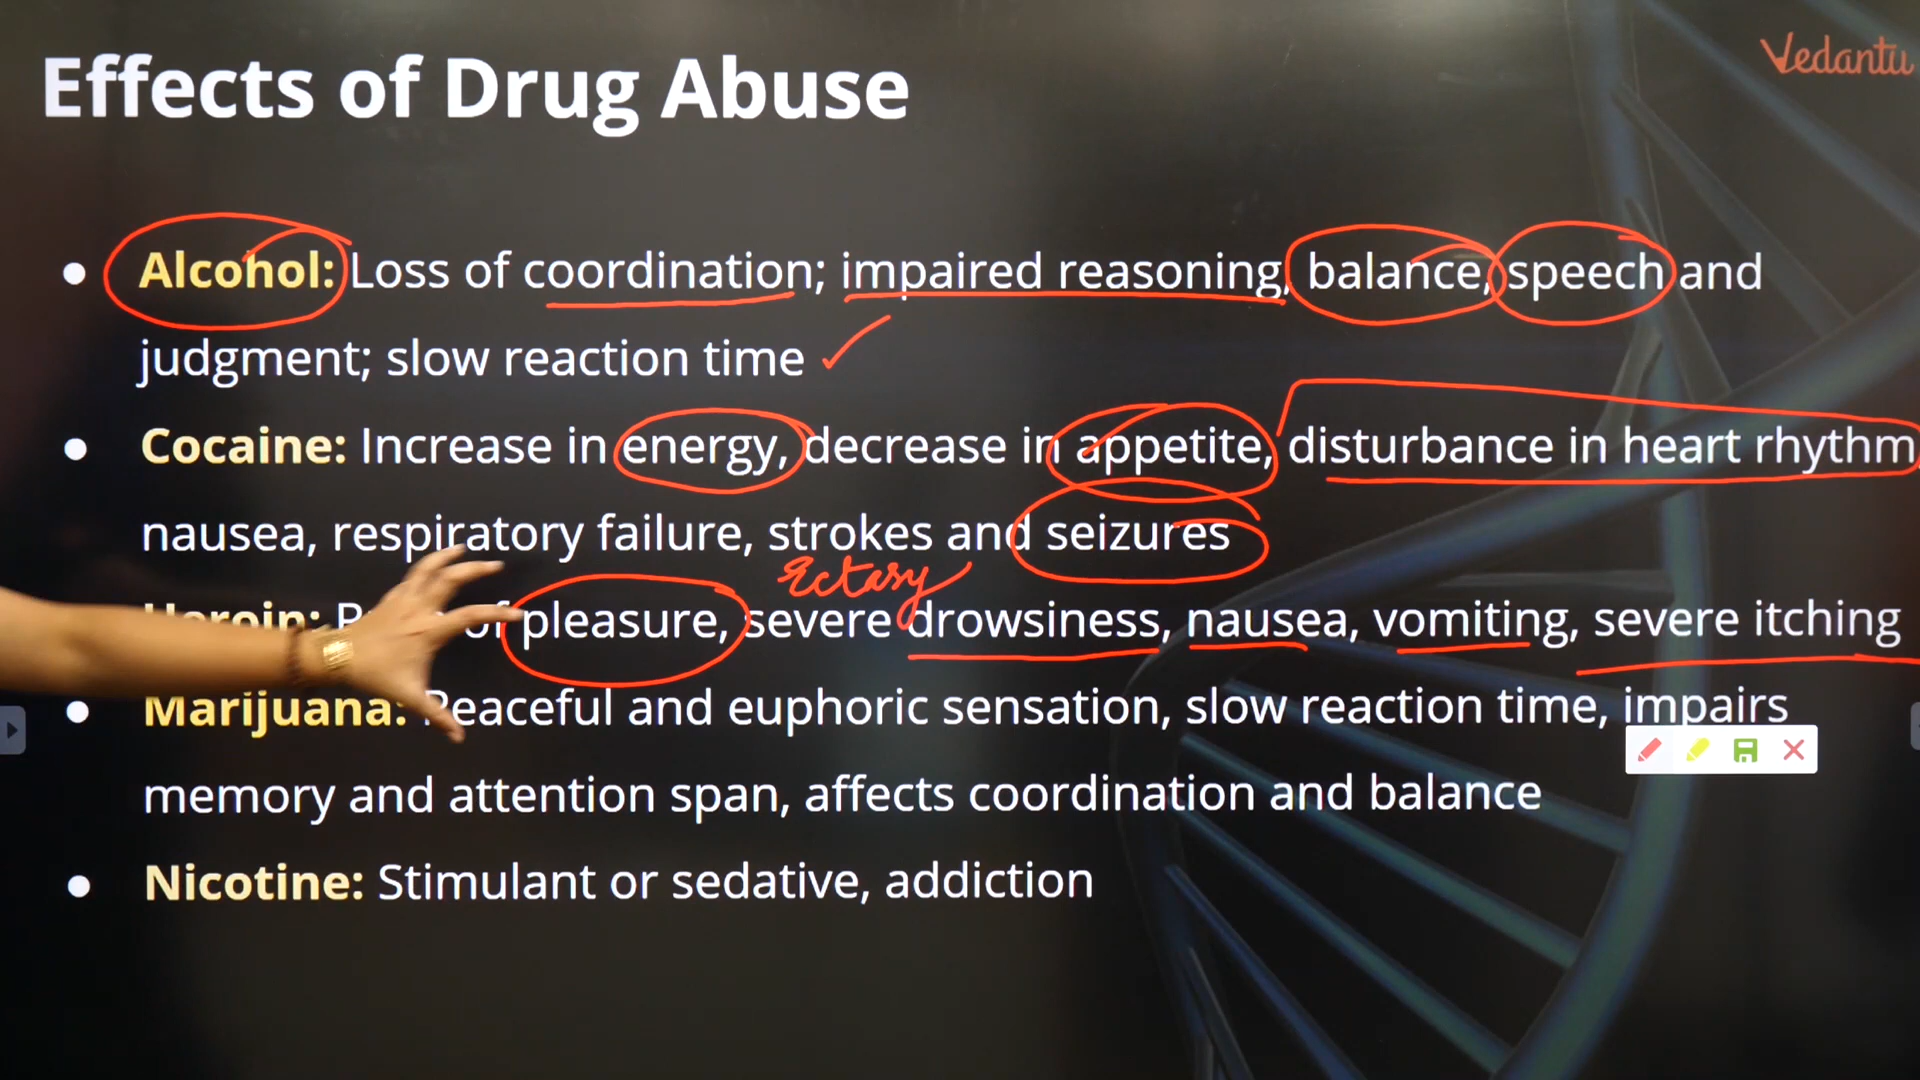 Effects of Drug Abuse
Vedantu
Alcohol: Loss of coordination; impaired reasoning, balance, speech and
judgment; slow reaction time
Cocaine: Increase in energy, decrease in appetite, disturbance in heart rhythm,
nausea, respiratory failure, strokes and seizures
Ectasy
Heroin: of pleasure, severe drowsiness, nausea, vomiting, severe itching
Marijuana: Peaceful and euphoric sensation, slow reaction time, impairs
memory and attention span, affects coordination and balance
Nicotine: Stimulant or sedative, addiction